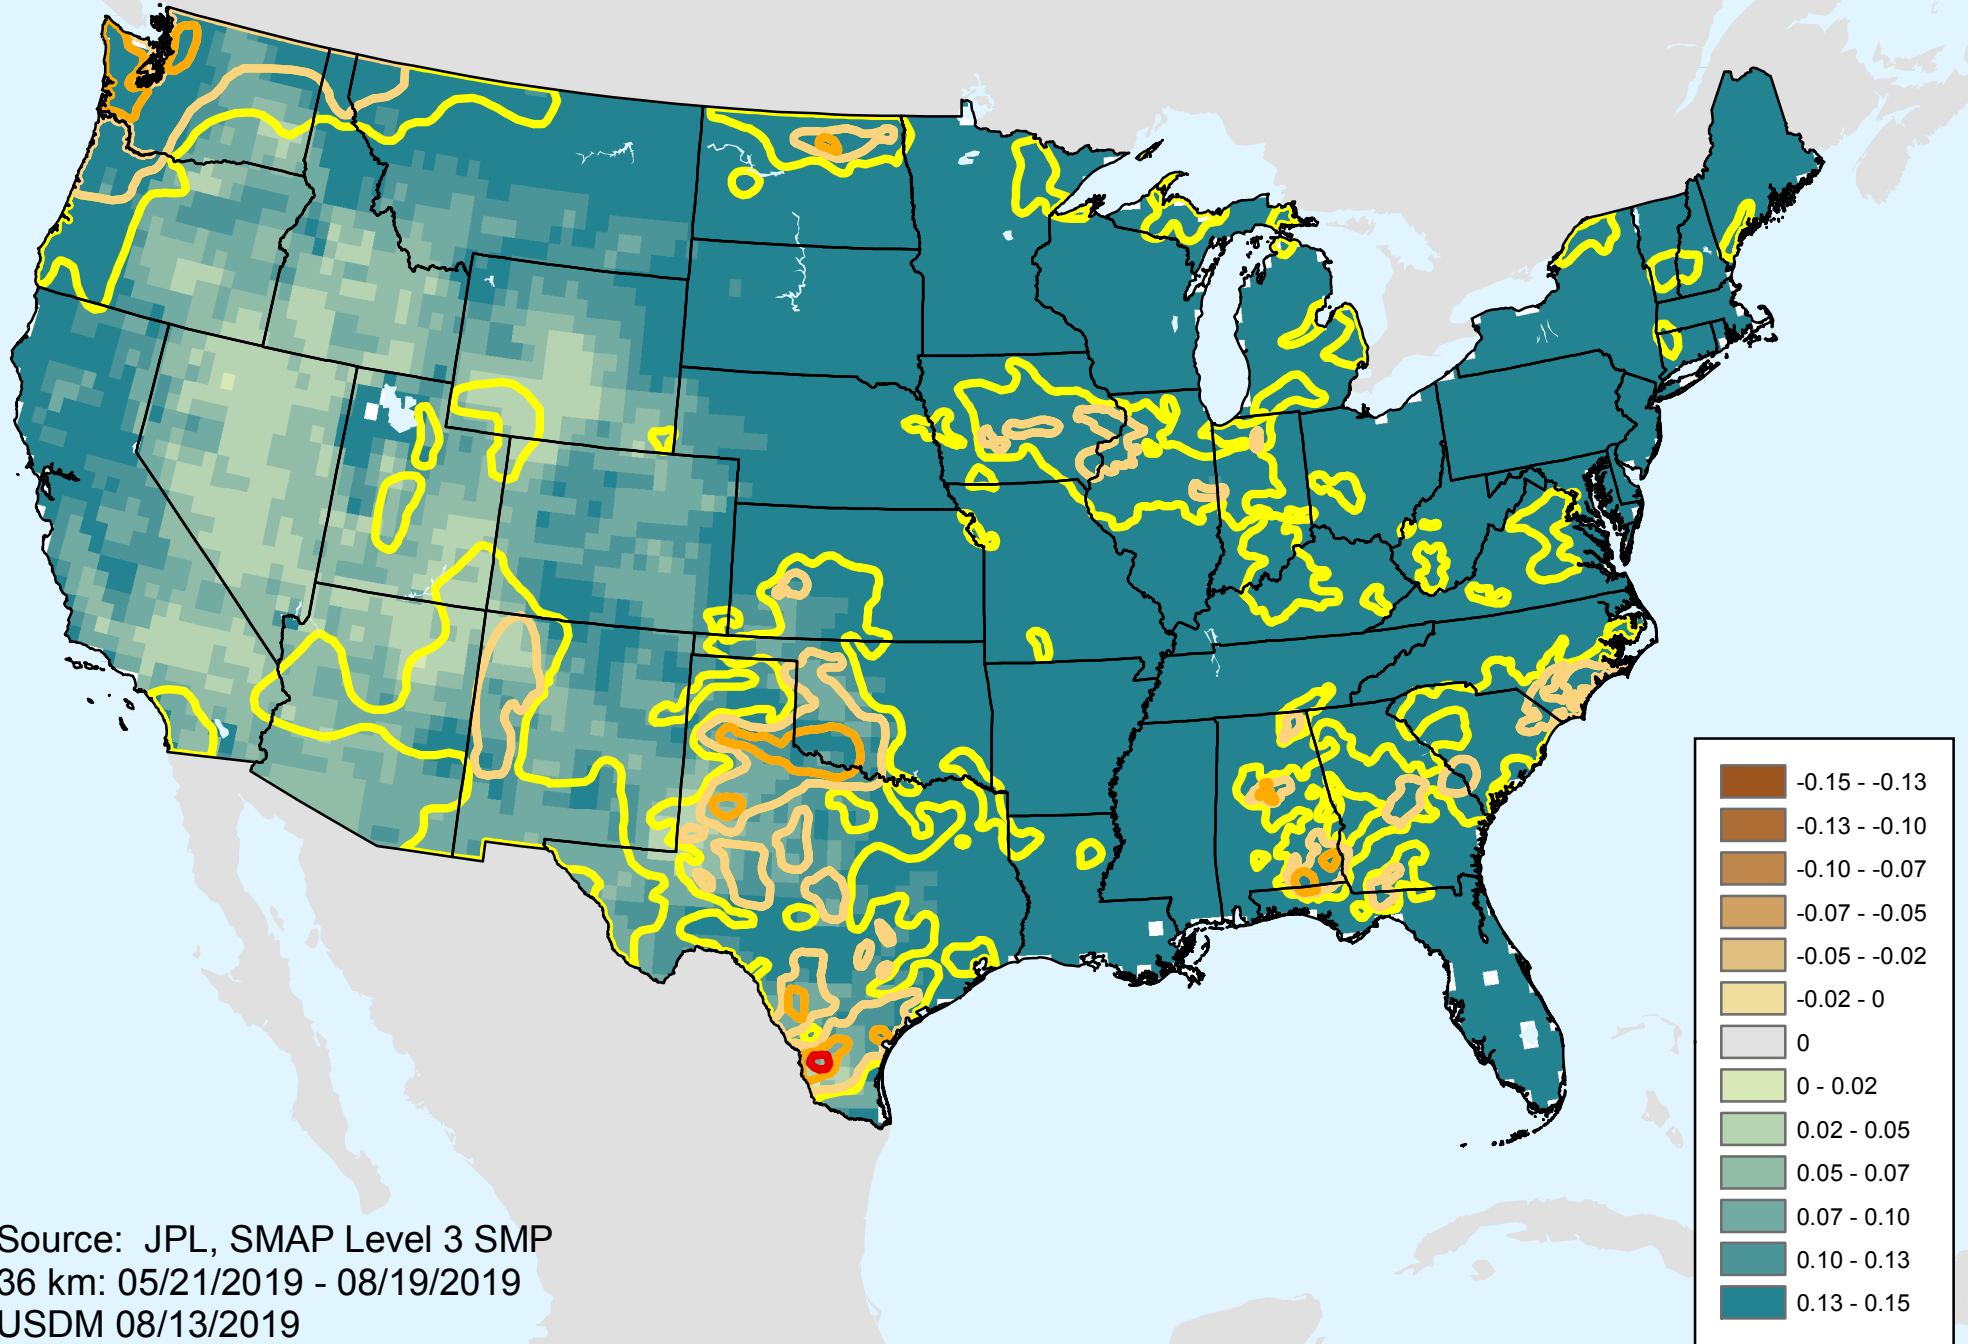 -0.15 - -0.13
-0.13 - -0.10
-0.10 - -0.07
-0.07 - -0.05
-0.05 - -0.02
-0.02 - 0
0
0 - 0.02
0.02 - 0.05
0.05 - 0.07
0.07 - 0.10
0.10 - 0.13
0.13 - 0.15
Source: JPL, SMAP Level 3 SMP
36 km: 05/21/2019 - 08/19/2019
USDM 08/13/2019